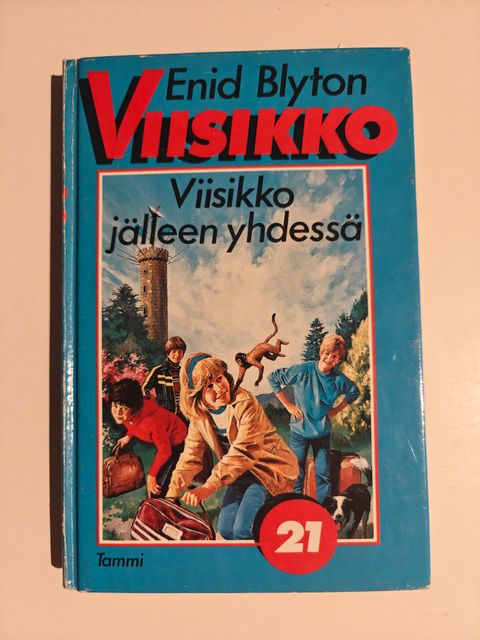 Enid Blyton
VIISIKKO
Viisikko
jälleen yhdessä
21
Tammi